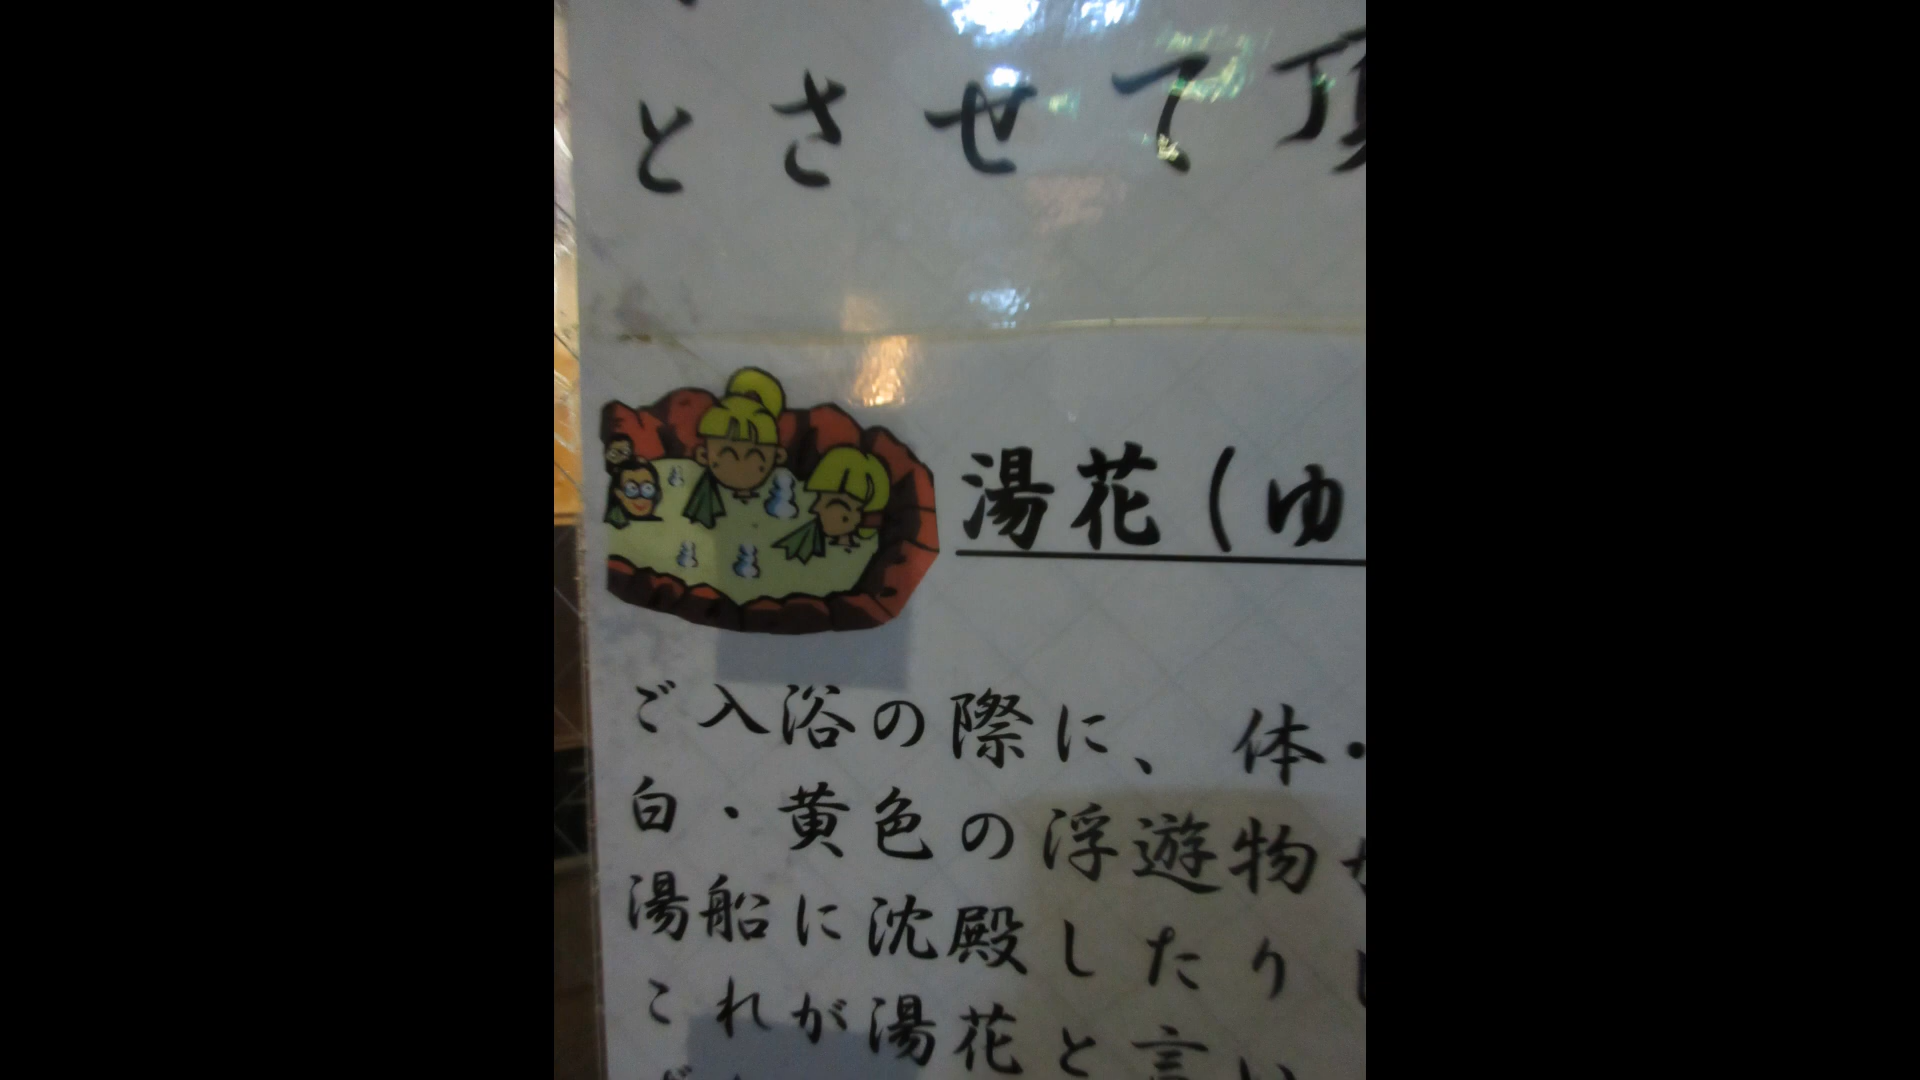 とさせて頂
湯花(ゆ
ご入浴の際に、体・
白・黄色の浮遊物
湯船に沈殿したり
これが湯花と言い